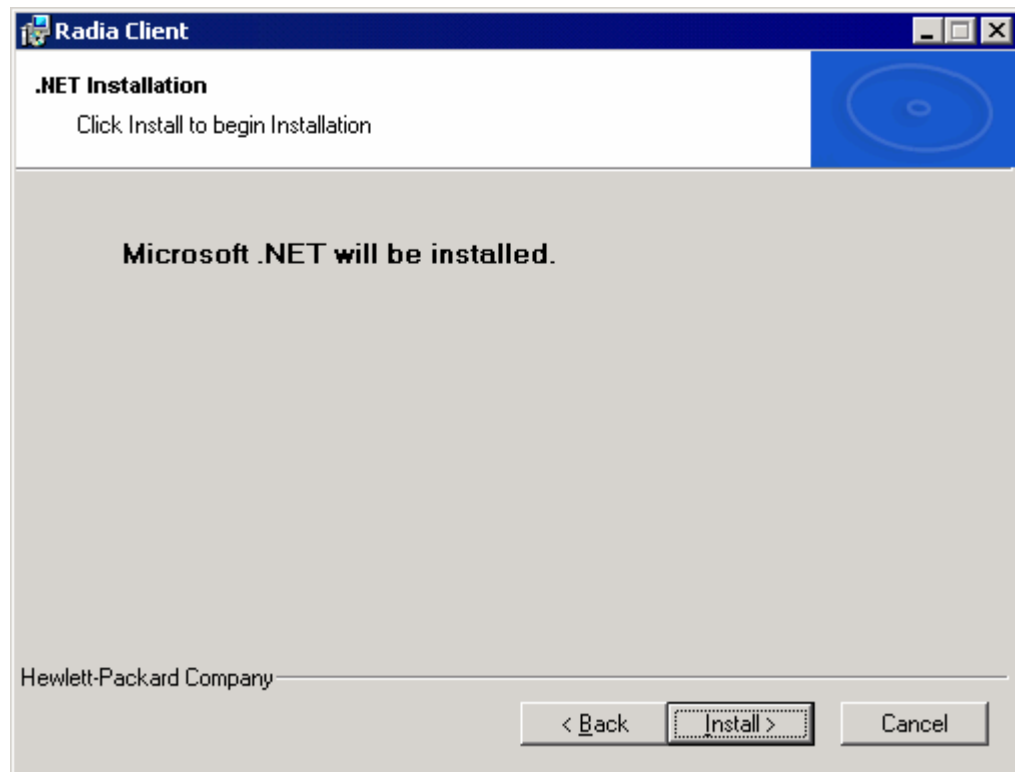 Radia Client
.NET Installation
Click Install to begin Installation
Microsoft .NET will be installed.
Hewlett-Packard Company
< Back Install > Cancel